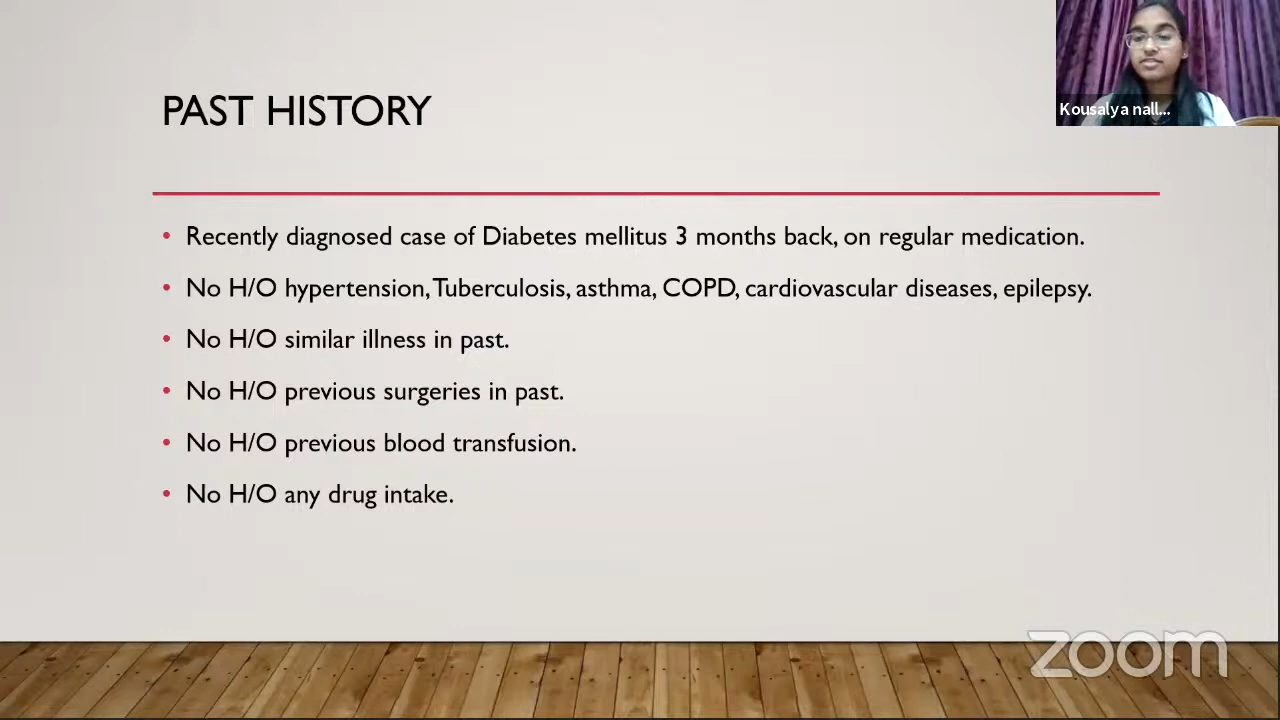 PAST HISTORY
Kousalya nall...
• Recently diagnosed case of Diabetes mellitus 3 months back, on regular medication.
• No H/O hypertension, Tuberculosis, asthma, COPD, cardiovascular diseases, epilepsy.
• No H/O similar illness in past.
• No H/O previous surgeries in past.
• No H/O previous blood transfusion.
• No H/O any drug intake.
zoom